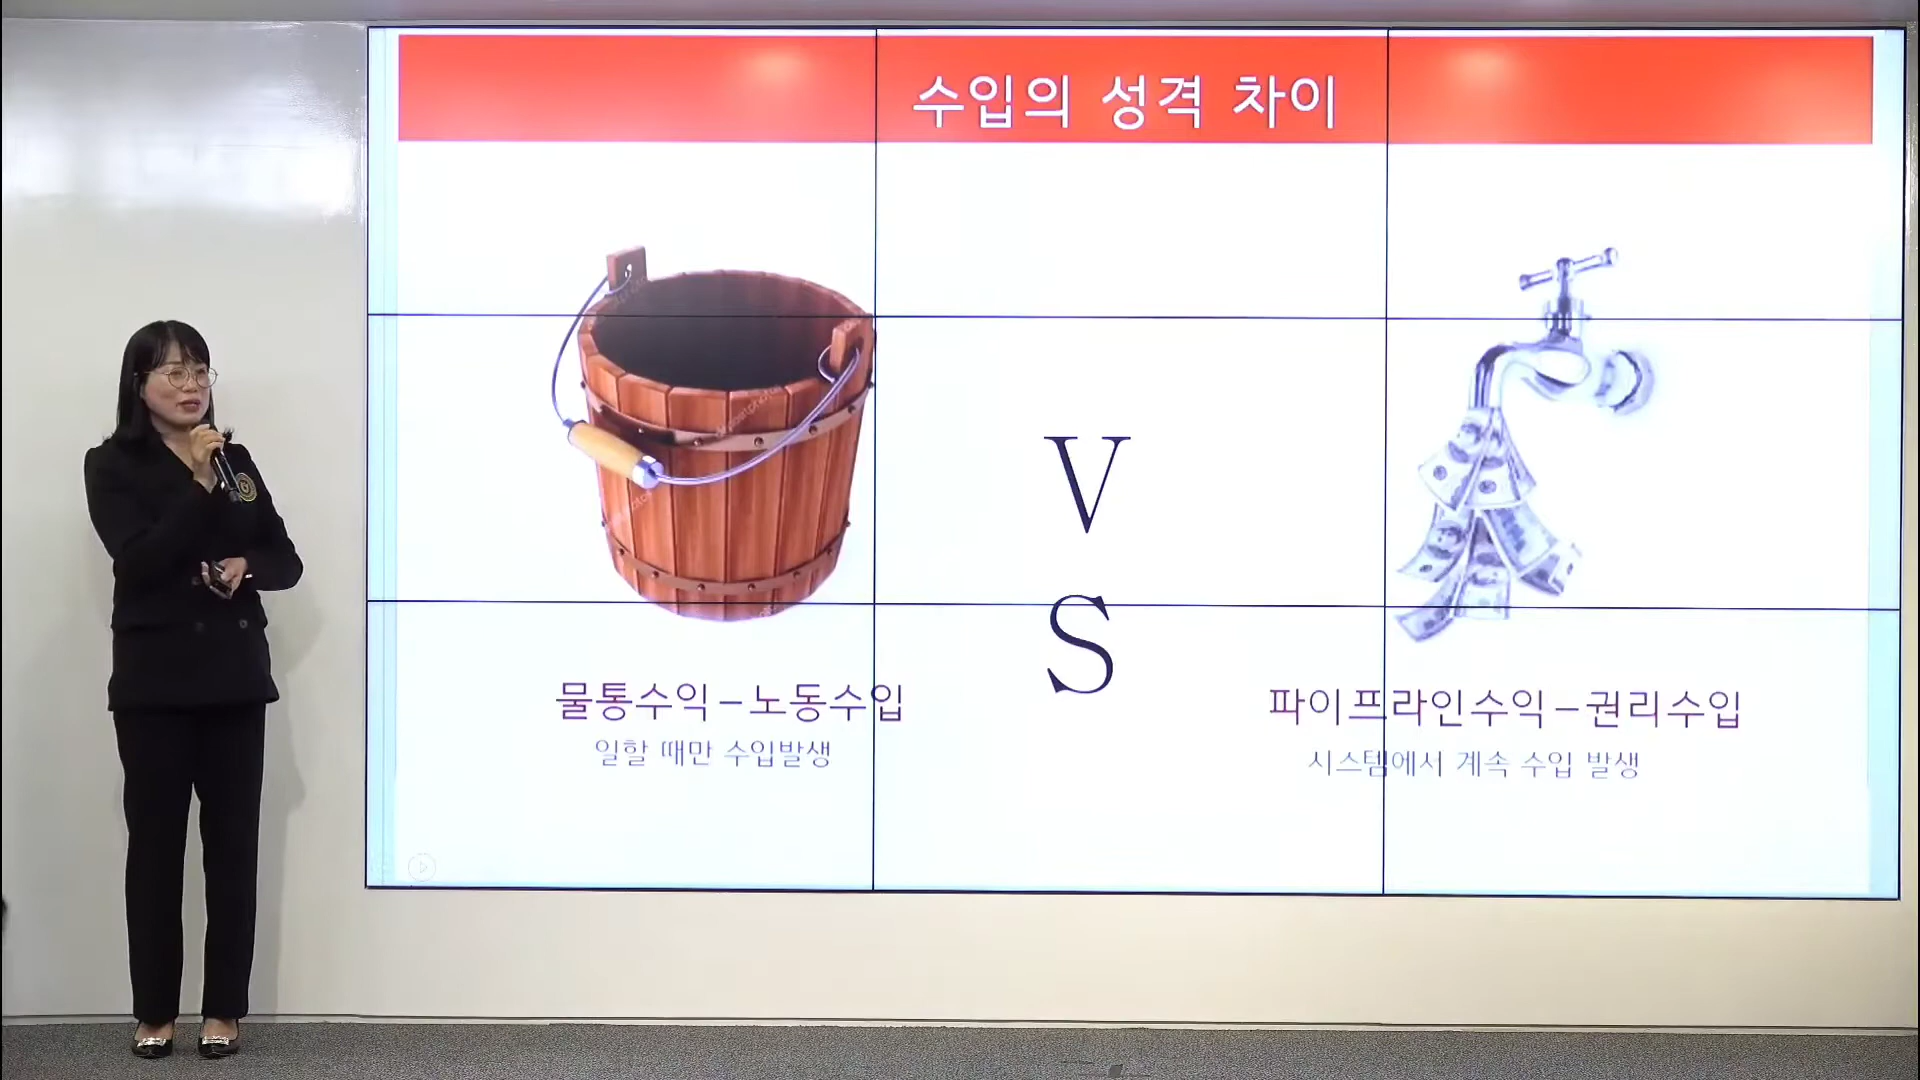 수입의 성격 차이
V
S
물통수익-노동수입
일할 때만 수입발생
파이프라인수익-권리수입
시스템에서 계속 수입 발생